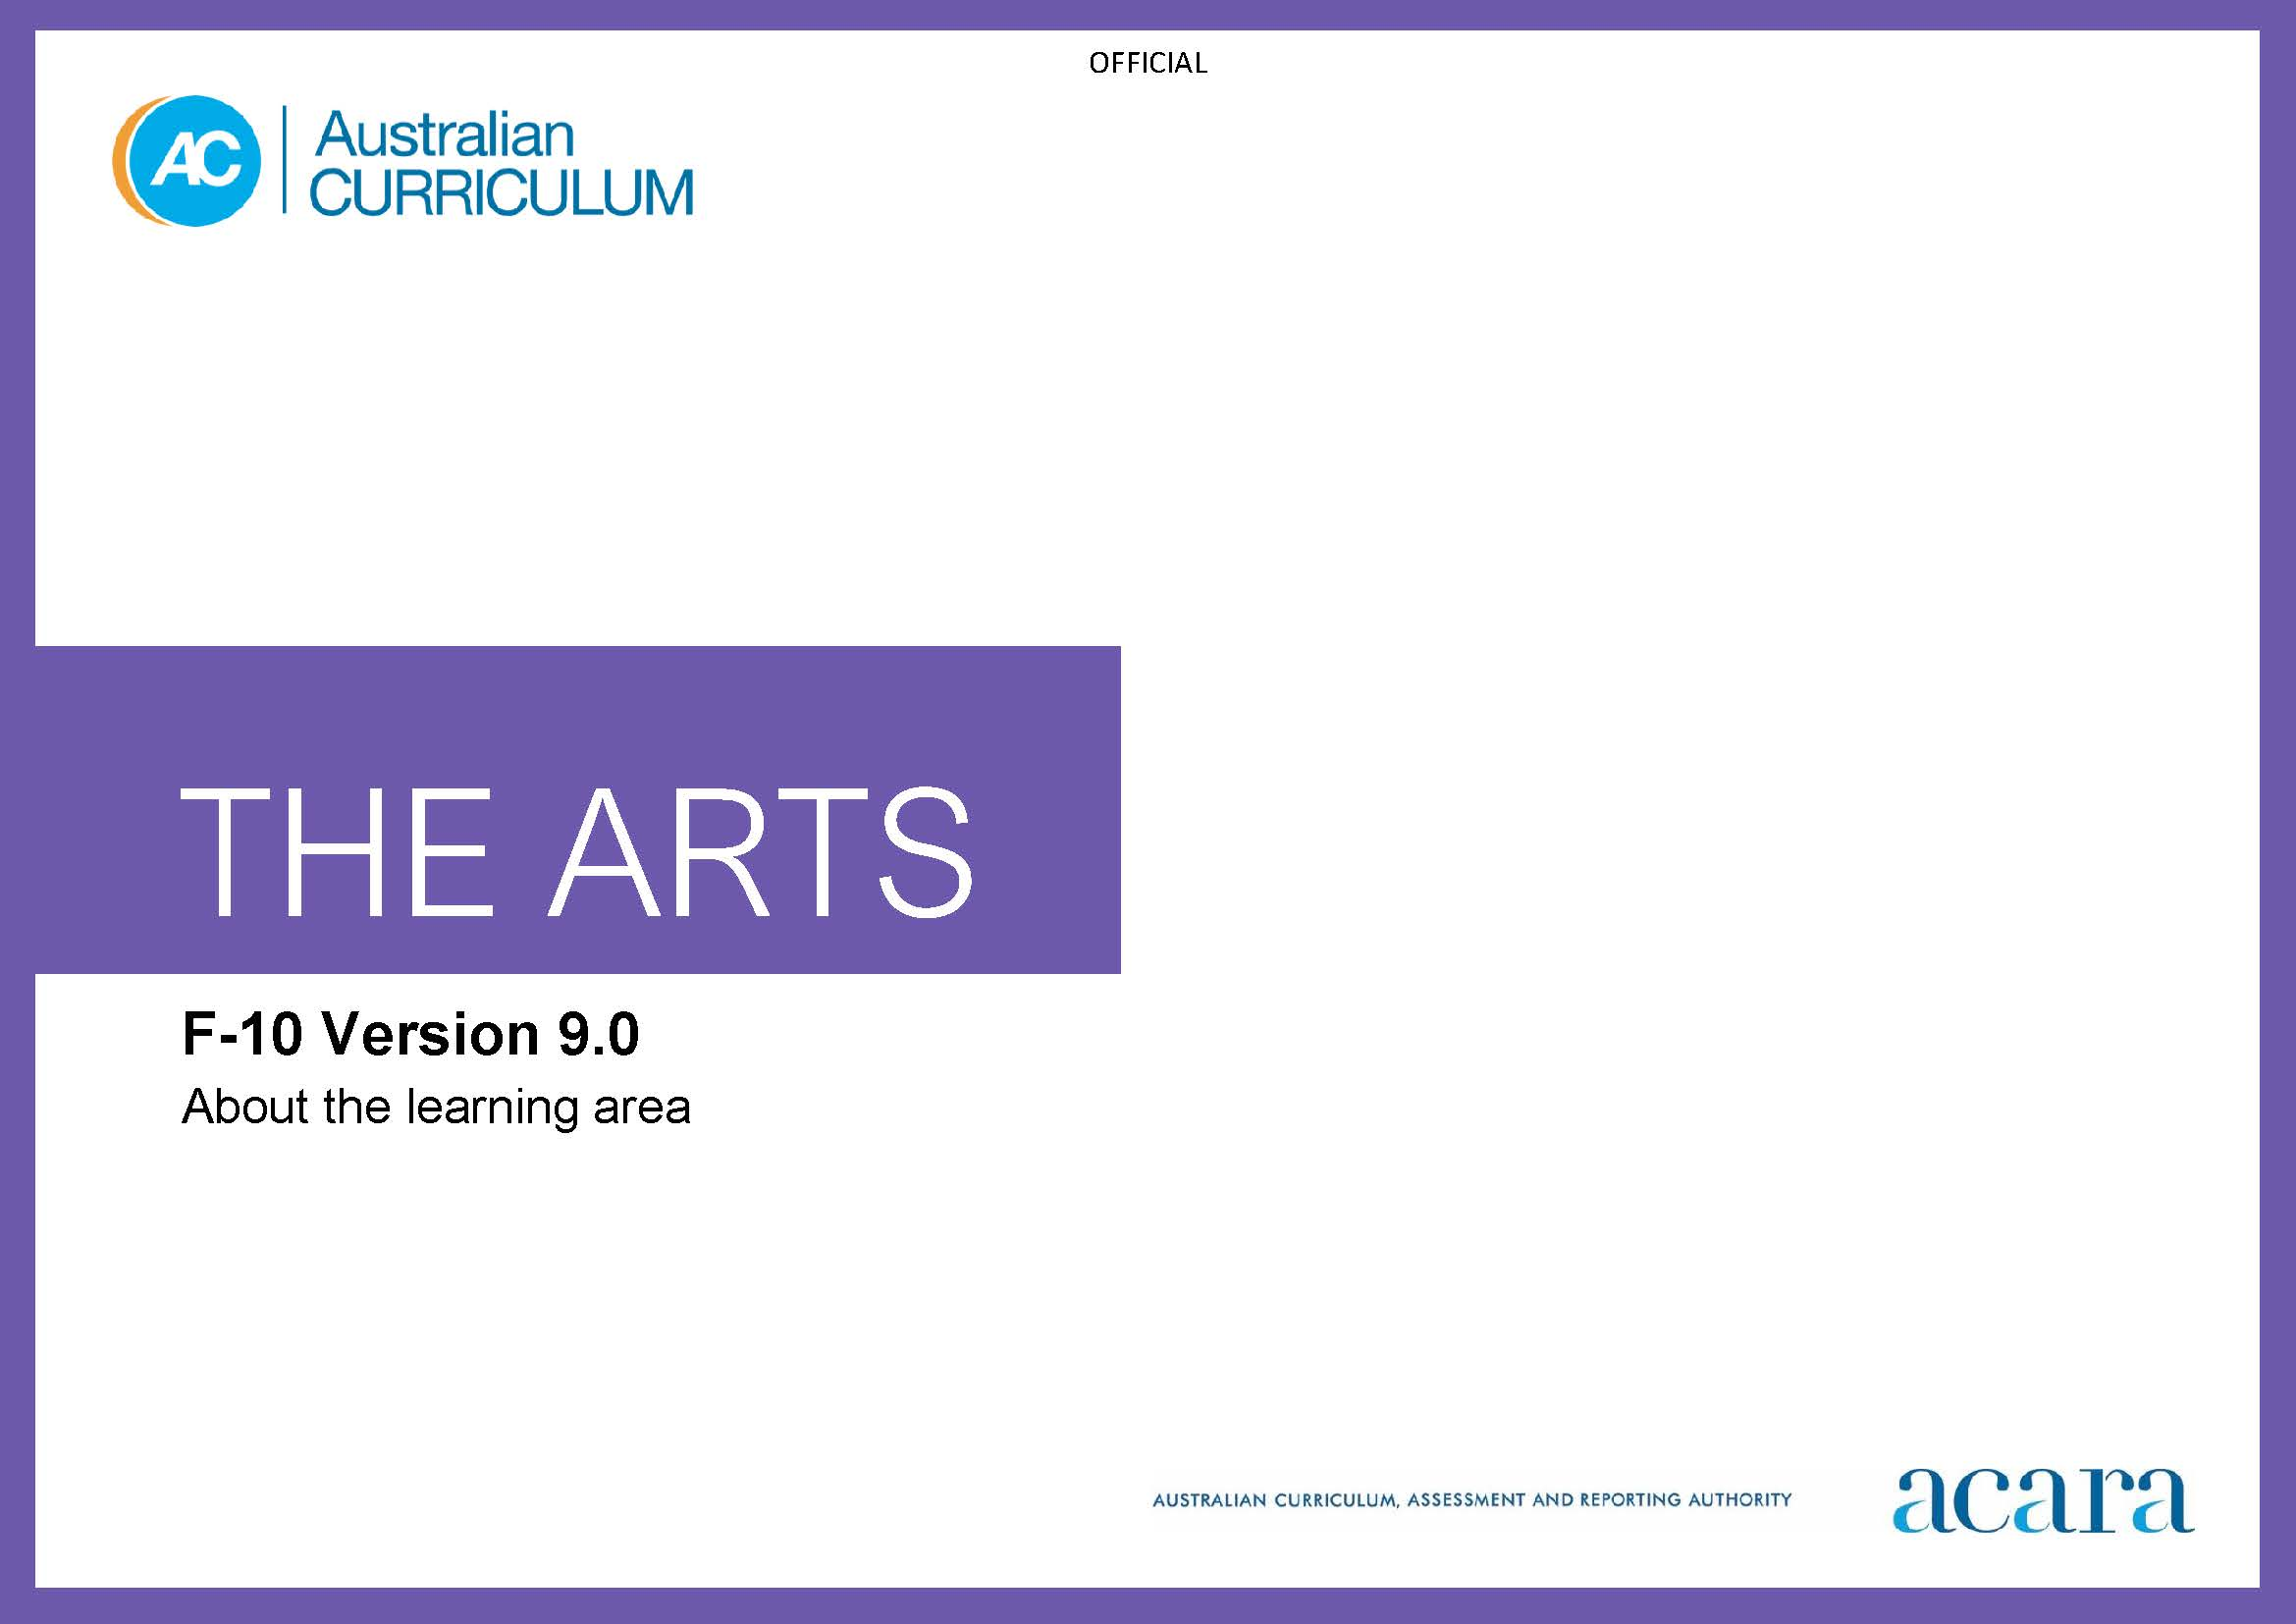 OFFICIAL
AC
Australian
CURRICULUM
THE ARTS
F-10 Version 9.0
About the learning area
AUSTRALIAN CURRICULUM, ASSESSMENT AND REPORTING AUTHORITY
acara